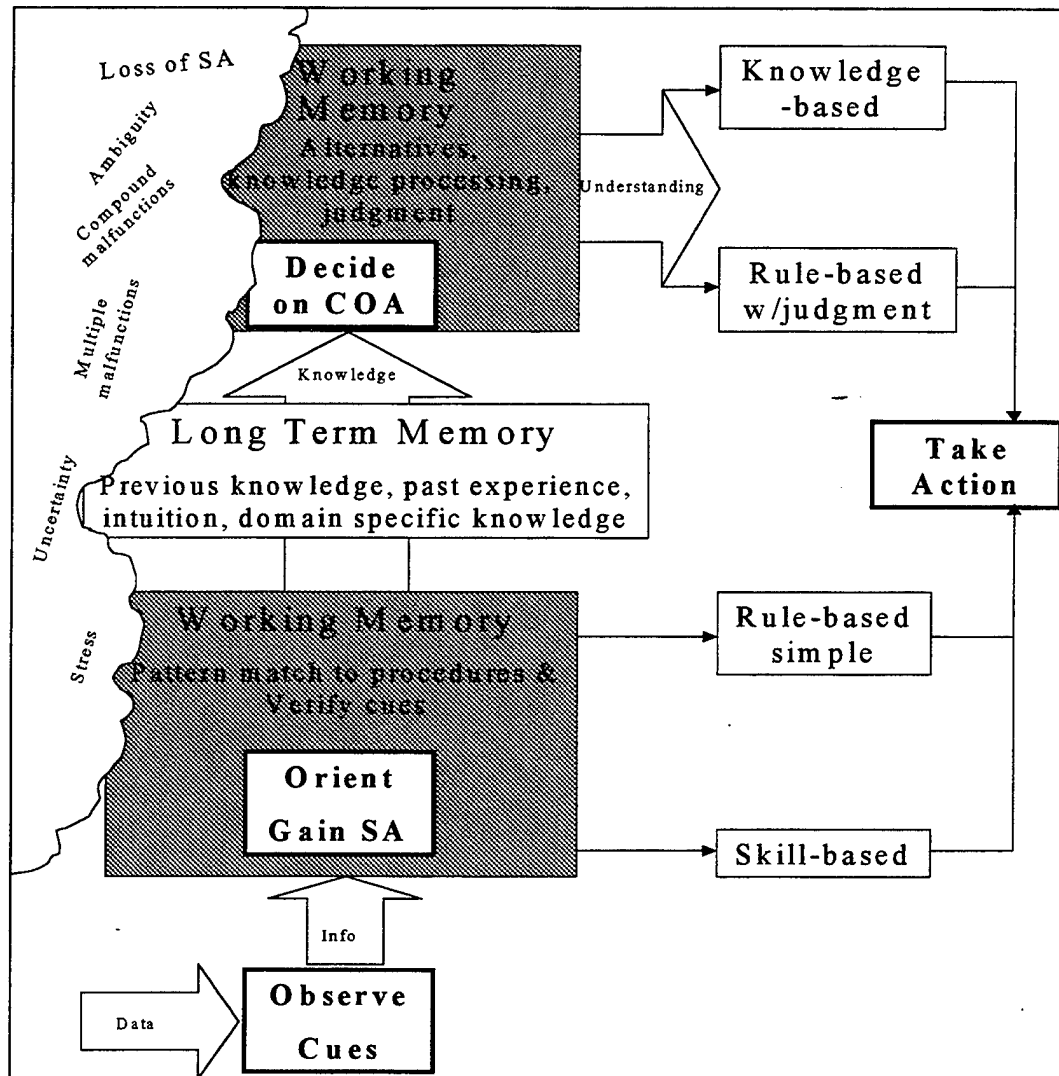 Loss of SA
Ambiguity
Compound
malfunctions
Multiple
malfunctions
Uncertainty
Stress
Working
Memory
Alternatives,
knowledge processing,
judgment
Decide
on COA
Understanding
Knowledge
-based
Rule-based
w/judgment
Knowledge
Long Term Memory
Previous knowledge, past experience,
intuition, domain specific knowledge
Take
Action
Working Memory
Pattern match to procedures &
Verify cues
Orient
Gain SA
Rule-based
simple
Skill-based
Info
Data
Observe
Cues